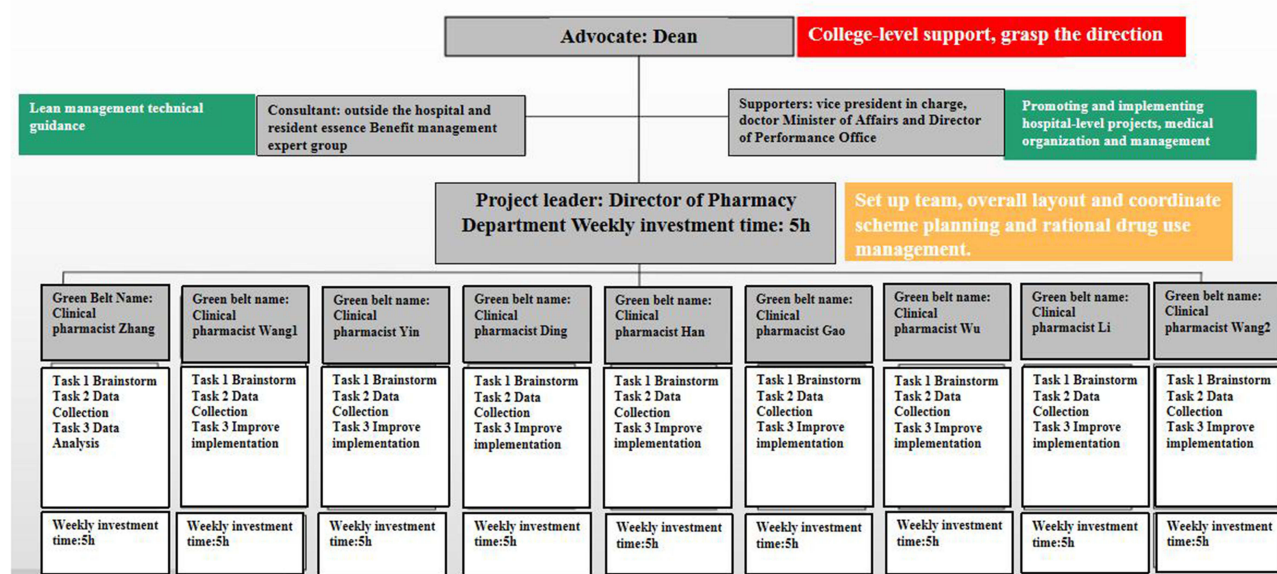 Advocate: Dean
College-level support, grasp the direction
Lean management technical
guidance
Consultant: outside the hospital and
resident essence Benefit management
expert group
Supporters: vice president in charge,
doctor Minister of Affairs and Director
of Performance Office
Promoting and implementing
hospital-level projects, medical
organization and management
Project leader: Director of Pharmacy
Department Weekly investment time: 5h
Set up team, overall layout and coordinate
scheme planning and rational drug use
management.
Green Belt Name:
Clinical
pharmacist Zhang
Green belt name:
Clinical
pharmacist Wang1
Green belt name:
Clinical
pharmacist Yin
Green belt name:
Clinical
pharmacist Ding
Green belt name:
Clinical
pharmacist Han
Green belt name:
Clinical
pharmacist Gao
Green belt name:
Clinical
pharmacist Wu
Green belt name:
Clinical
pharmacist Li
Green belt name:
Clinical
pharmacist Wang2
Task 1 Brainstorm
Task 2 Data
Collection
Task 3 Data
Analysis
Task 1 Brainstorm
Task 2 Data
Collection
Task 3 Improve
implementation
Task 1 Brainstorm
Task 2 Data
Collection
Task 3 Improve
implementation
Task 1 Brainstorm
Task 2 Data
Collection
Task 3 Improve
implementation
Task 1 Brainstorm
Task 2 Data
Collection
Task 3 Improve
implementation
Task 1 Brainstorm
Task 2 Data
Collection
Task 3 Improve
implementation
Task 1 Brainstorm
Task 2 Data
Collection
Task 3 Improve
implementation
Task 1 Brainstorm
Task 2 Data
Collection
Task 3 Improve
implementation
Task 1 Brainstorm
Task 2 Data
Collection
Task 3 Improve
implementation
Weekly investment
time:5h
Weekly investment
time:5h
Weekly investment
time:5h
Weekly investment
time:5h
Weekly investment
time:5h
Weekly investment
time:5h
Weekly investment
time:5h
Weekly investment
time:5h
Weekly investment
time:5h